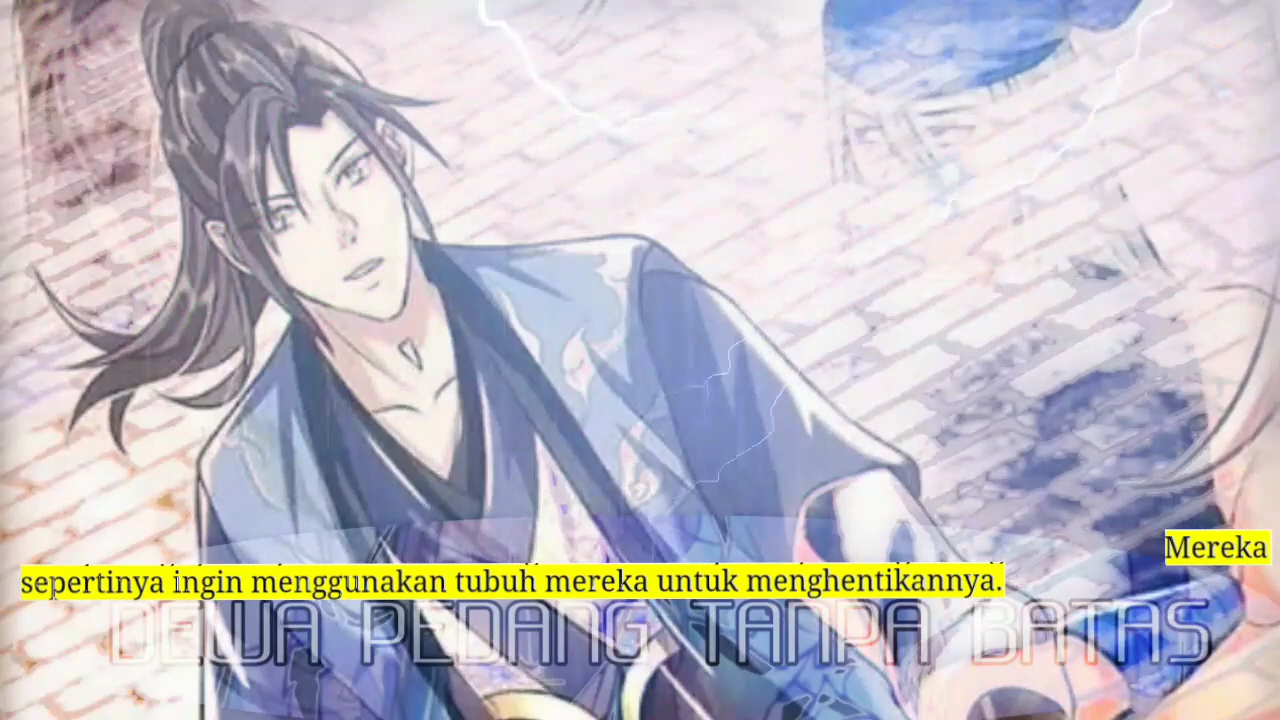 Mereka
sepertinya ingin menggunakan tubuh mereka untuk menghentikannya.
DEWA PEDANG TANPA BATAS